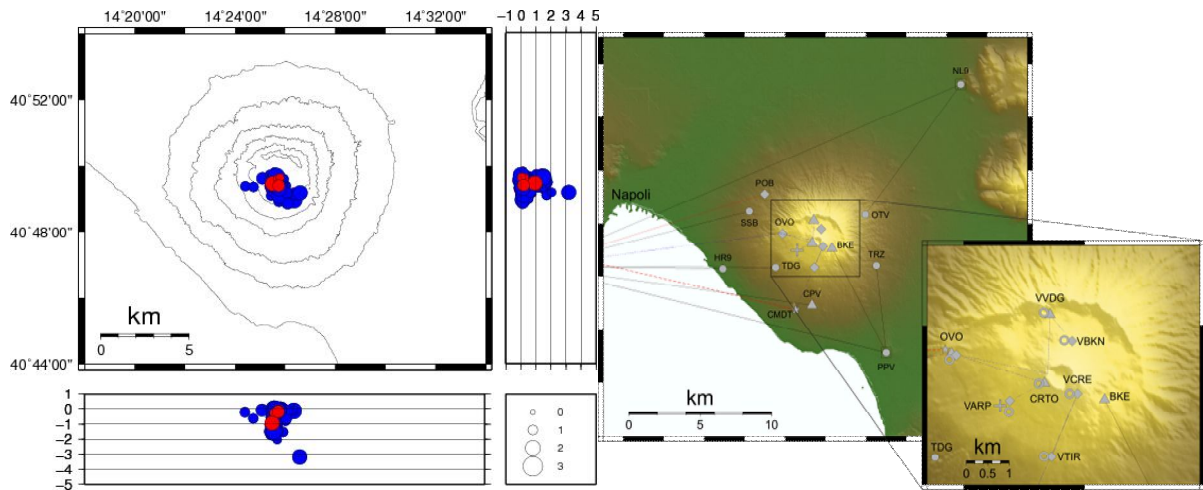 14°20'00" 14°24'00" 14°28'00" 14°32'00"
-1 0 1 2 3 4 5
40°52'00"
40°48'00"
40°44'00"
km
0 5
1
0
-1
-2
-3
-4
-5
0
1
2
3
NL9
Napoli
POB
SSB
OVO
OTV
BKE
TRZ
HR9
TDG
CPV
CMDT
PPV
km
0 10
VVDG
OVO
VBKN
VCRE
CRTO
BKE
VARP
TDG
VTIR
km
0 0.5 1